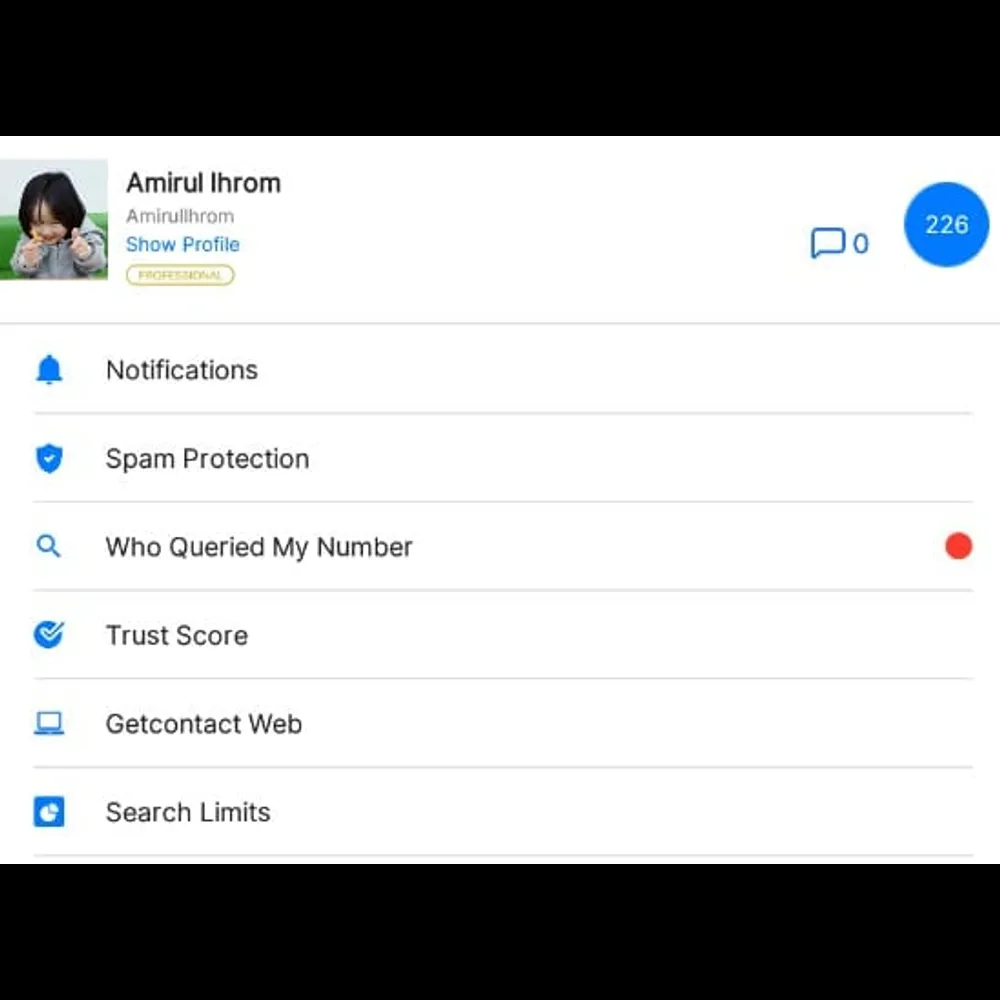 Amirul Ihrom
AmirulIhrom
Show Profile
PROFESSIONAL
0
226
Notifications
Spam Protection
Who Queried My Number
Trust Score
Getcontact Web
Search Limits